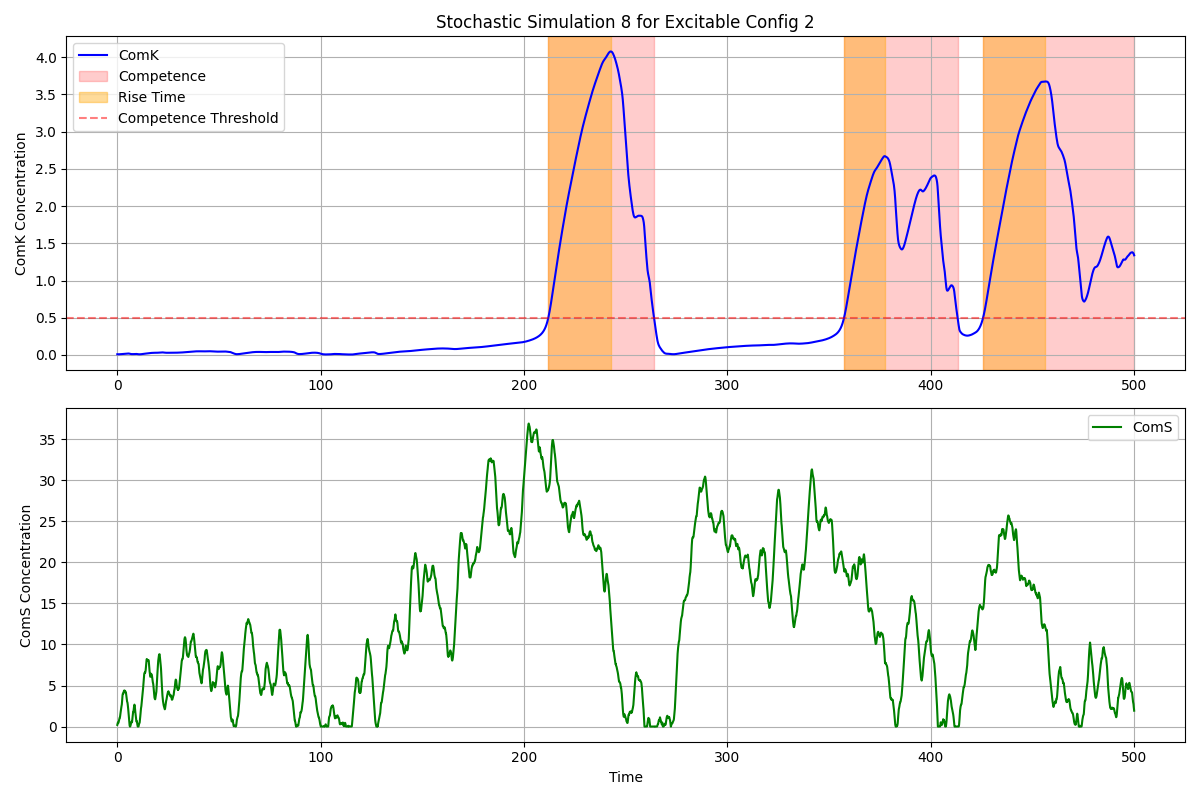 Stochastic Simulation 8 for Excitable Config 2
ComK Concentration
4.0
3.5
3.0
2.5
2.0
1.5
1.0
0.5
0.0
ComK
Competence
Rise Time
Competence Threshold
0 100 200 300 400 500
ComS Concentration
35
30
25
20
15
10
5
0
ComS
0 100 200 300 400 500
Time